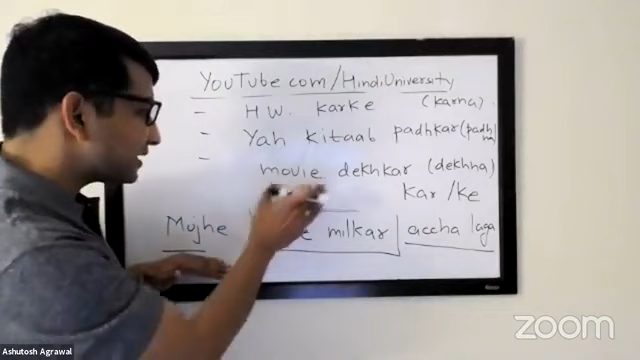 YouTube com/HindiUniversity
- H W. karke (karna).
- Yah kitaab padhkar (padhna)
- movie dekhkar (dekhna)
kar/ke
Mujhe milkar accha laga
Ashutosh Agrawal
zoom